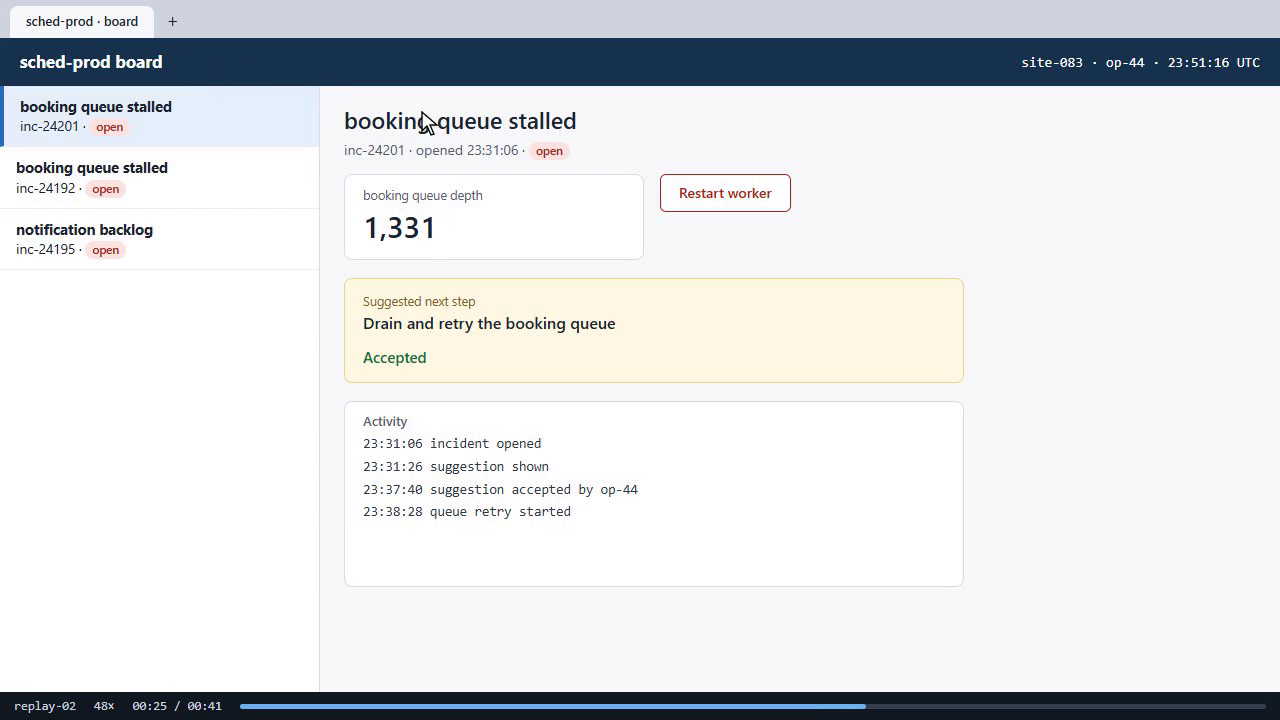 sched-prod · board
+
sched-prod board
site-083 · op-44 · 23:51:16 UTC
booking queue stalled
inc-24201 · open
booking queue stalled
inc-24192 · open
notification backlog
inc-24195 · open
booking queue stalled
inc-24201 · opened 23:31:06 · open
booking queue depth
1,331
Restart worker
Suggested next step
Drain and retry the booking queue
Accepted
Activity
23:31:06 incident opened
23:31:26 suggestion shown
23:37:40 suggestion accepted by op-44
23:38:28 queue retry started
replay-02 48x 00:25 / 00:41